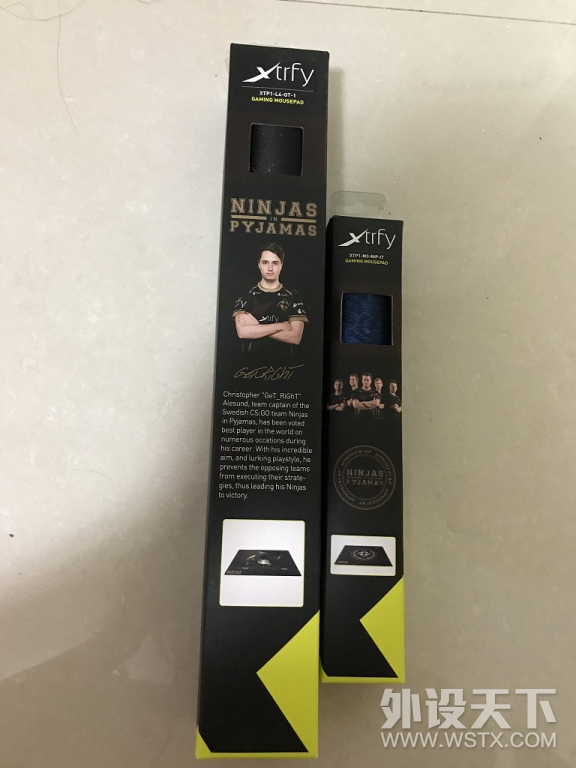 xtrfy
XTP1-L4-GT-1
GAMING MOUSEPAD
NINJAS
IN
PYJAMAS
xtrfy
GeT_RiGhT
Christopher "GeT_RiGhT"
Alesund, team captain of the
Swedish CS:GO team Ninjas
in Pyjamas, has been voted
best player in the world on
numerous occations during
his career. With his incredible
aim, and lurking playstyle, he
prevents the opposing teams
from executing their strate-
gies, thus leading his Ninjas
to victory.
xtrfy
GAMING MOUSEPAD
NINJAS
IN
PYJAMAS
外设天下
WWW.WSTX.COM